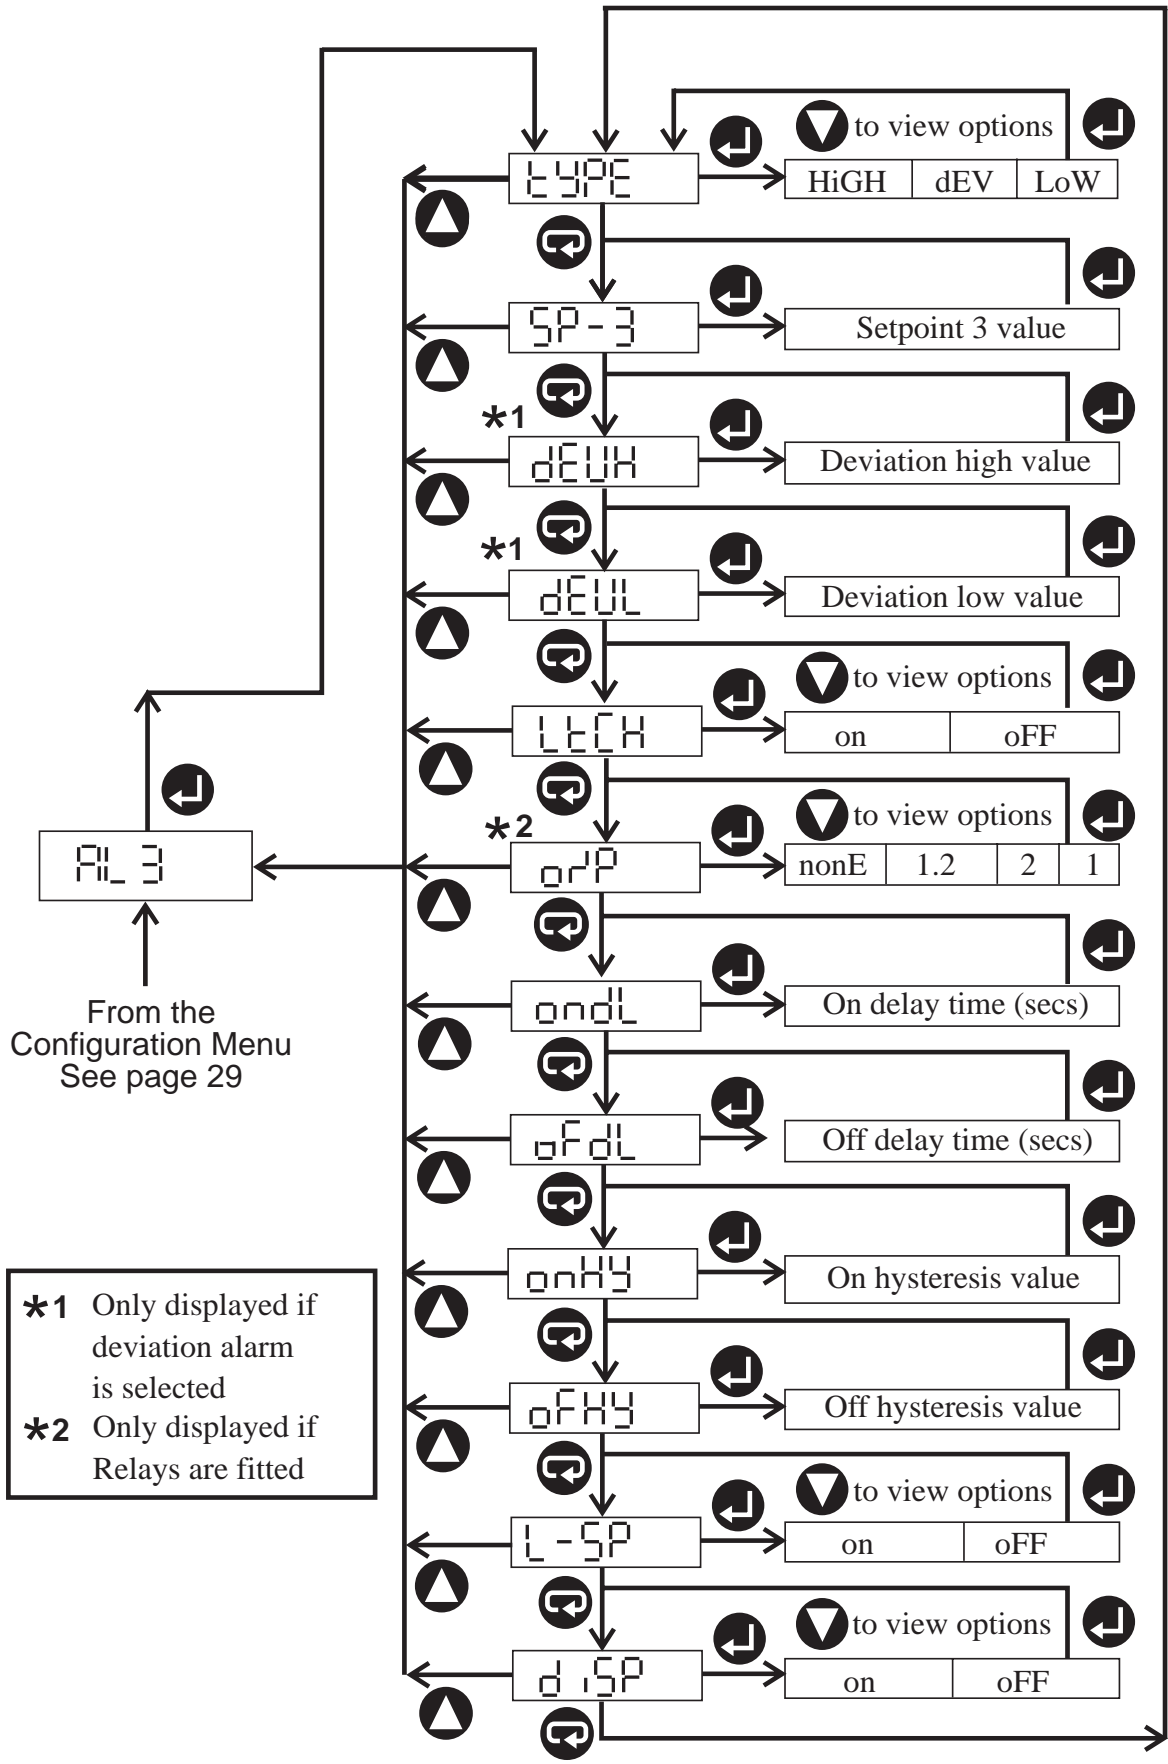 to view options
tYPE
HiGH dEV LoW
SP-3
Setpoint 3 value
*1
dEVH
Deviation high value
*1
dEVL
Deviation low value
to view options
LtCH
on oFF
to view options
*2
o/P
nonE 1.2 2 1
AL 3
From the
Configuration Menu
See page 29
ondL
On delay time (secs)
oFdL
Off delay time (secs)
onHY
On hysteresis value
oFHY
Off hysteresis value
*1 Only displayed if
deviation alarm
is selected
*2 Only displayed if
Relays are fitted
to view options
L-SP
on oFF
to view options
diSP
on oFF